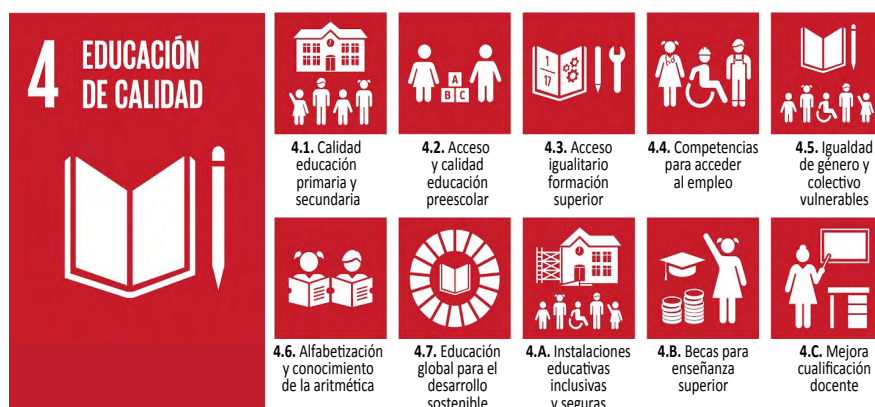 4
EDUCACIÓN
DE CALIDAD
4.1. Calidad
educación
primaria y
secundaria
A
B C
4.2. Acceso
y calidad
educación
preescolar
1
17
4.3. Acceso
igualitario
formación
superior
4.4. Competencias
para acceder
al empleo
4.5. Igualdad
de género y
colectivo
vulnerables
4.6. Alfabetización
y conocimiento
de la aritmética
4.7. Educación
global para el
desarrollo
sostenible
4.A. Instalaciones
educativas
inclusivas
y seguras
4.B. Becas para
enseñanza
superior
4.C. Mejora
cualificación
docente